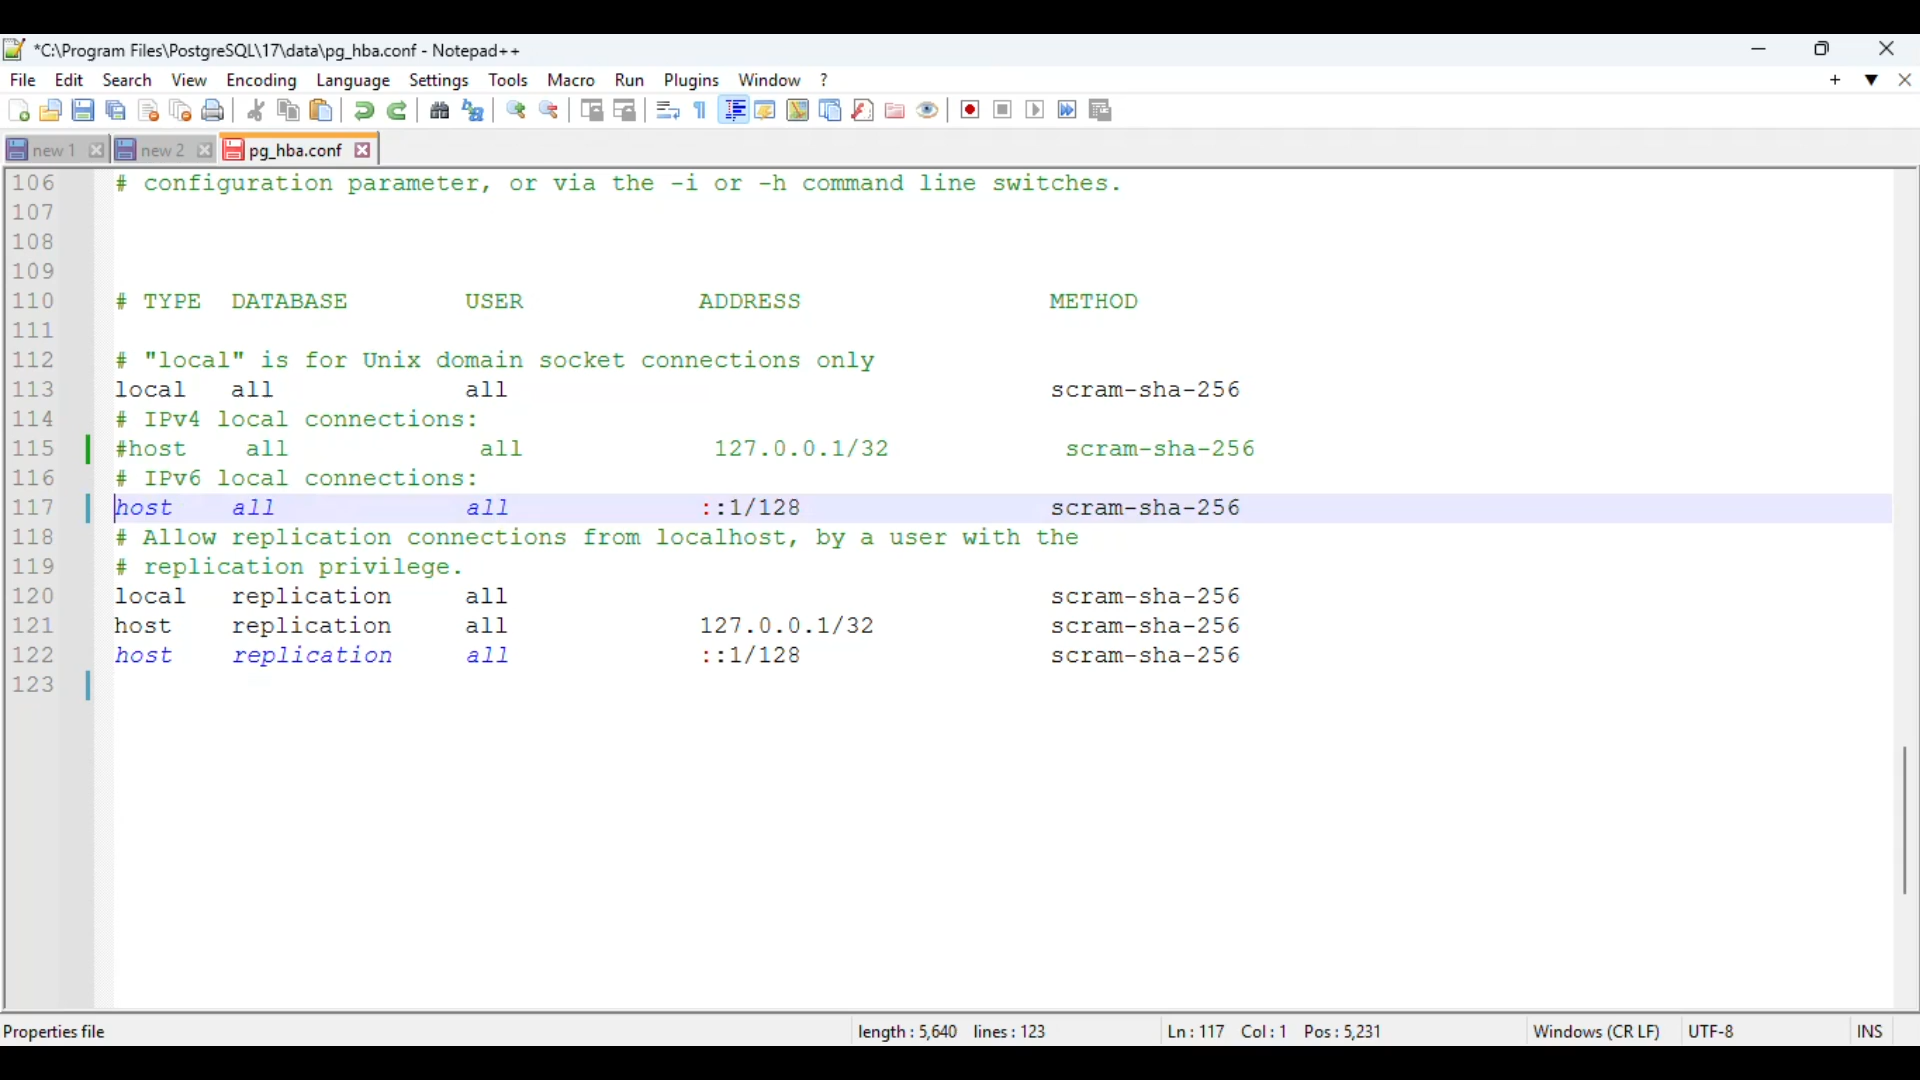 *C:\Program Files\PostgreSQL\17\data\pg_hba.conf - Notepad++
File Edit Search View Encoding Language Settings Tools Macro Run Plugins Window ?
new 1 new 2 pg_hba.conf
106 # configuration parameter, or via the -i or -h command line switches.
107
108
109
110 # TYPE  DATABASE        USER            ADDRESS                 METHOD
111
112 # "local" is for Unix domain socket connections only
113 local   all             all                                     scram-sha-256
114 # IPv4 local connections:
115 #host    all             all             127.0.0.1/32            scram-sha-256
116 # IPv6 local connections:
117 host    all             all             ::1/128                 scram-sha-256
118 # Allow replication connections from localhost, by a user with the
119 # replication privilege.
120 local   replication     all                                     scram-sha-256
121 host    replication     all             127.0.0.1/32            scram-sha-256
122 host    replication     all             ::1/128                 scram-sha-256
123
Properties file length : 5,640 lines : 123 Ln : 117 Col : 1 Pos : 5,231 Windows (CR LF) UTF-8 INS